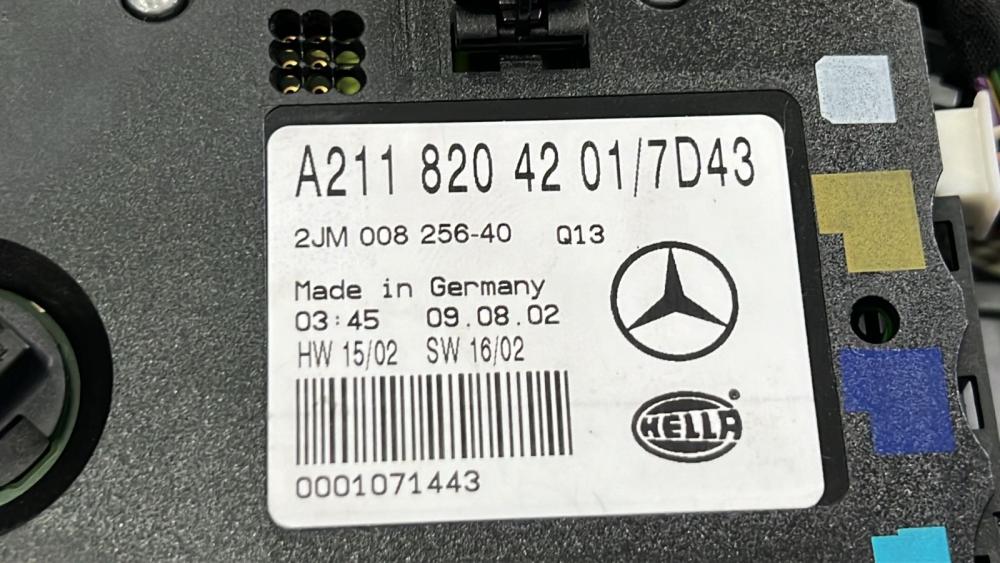 A211 820 42 01/7D43
2JM 008 256-40 Q13
Made in Germany
03:45 09.08.02
HW 15/02 SW 16/02
HELLA®
0001071443